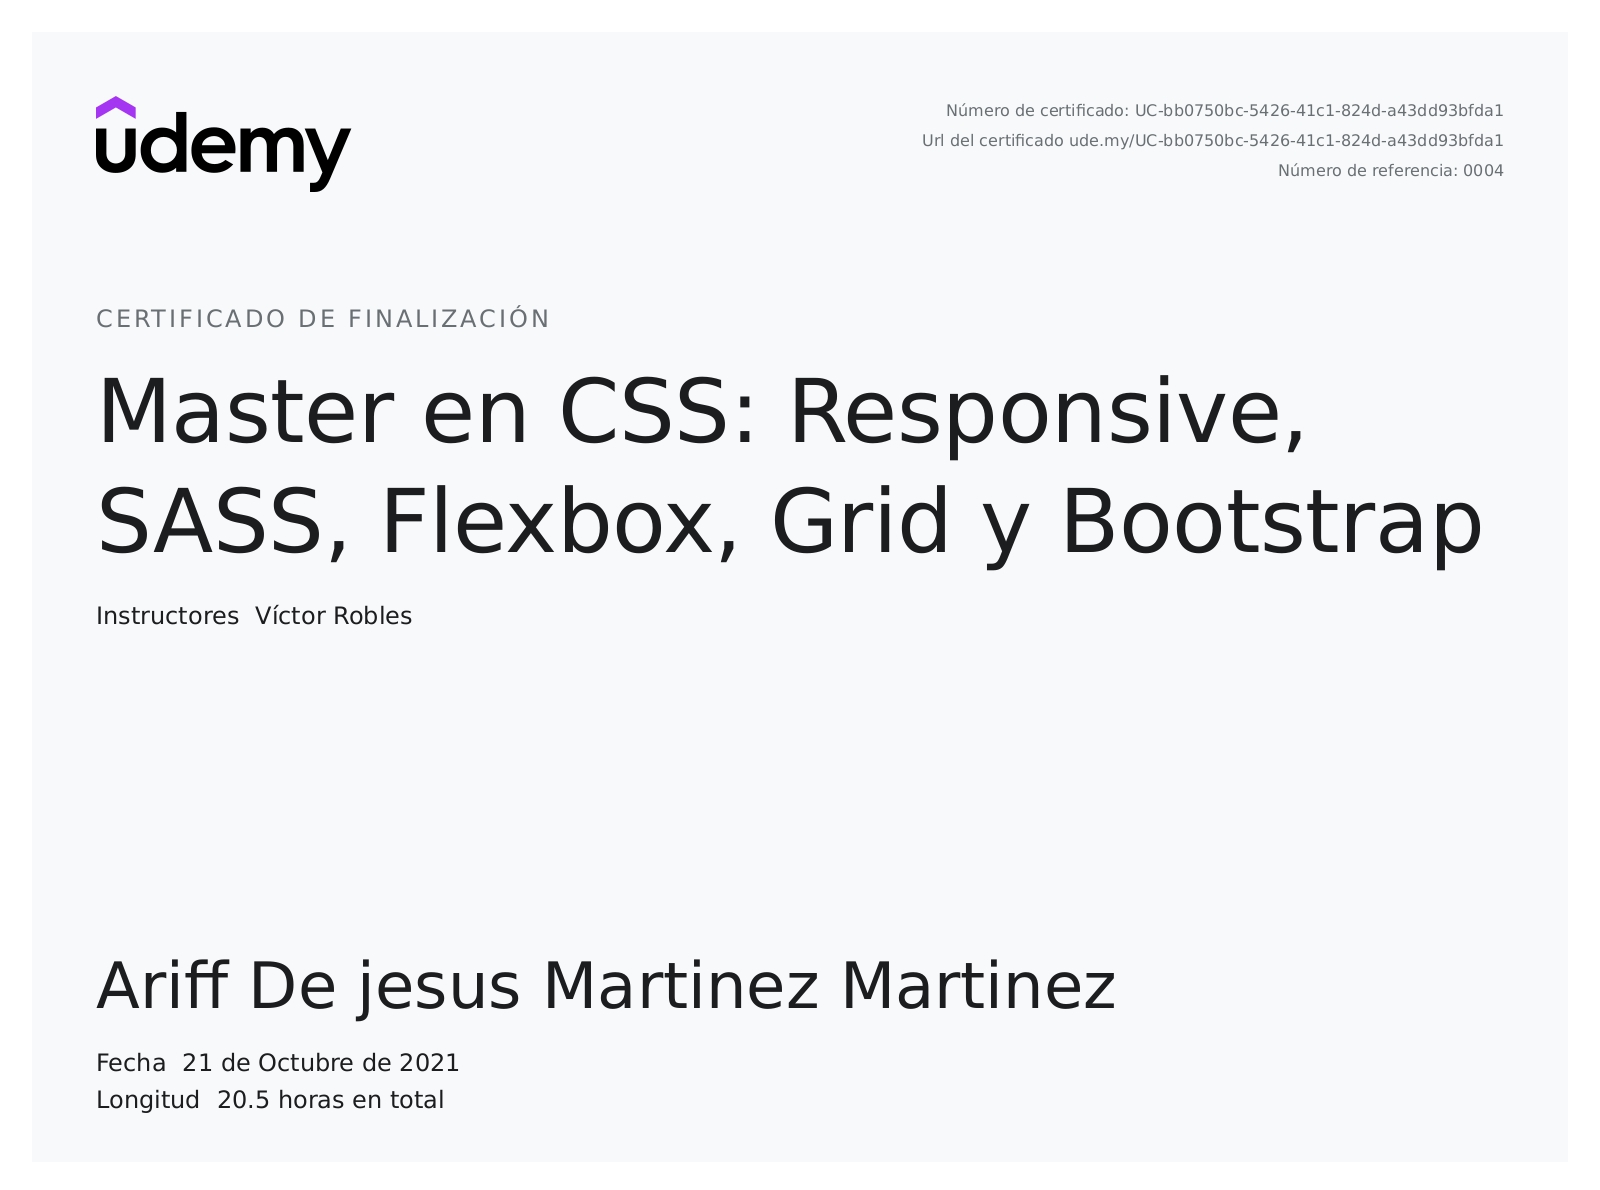 udemy
Número de certificado: UC-bb0750bc-5426-41c1-824d-a43dd93bfda1
Url del certificado ude.my/UC-bb0750bc-5426-41c1-824d-a43dd93bfda1
Número de referencia: 0004
CERTIFICADO DE FINALIZACIÓN
Master en CSS: Responsive,
SASS, Flexbox, Grid y Bootstrap
Instructores Víctor Robles
Ariff De jesus Martinez Martinez
Fecha 21 de Octubre de 2021
Longitud 20.5 horas en total